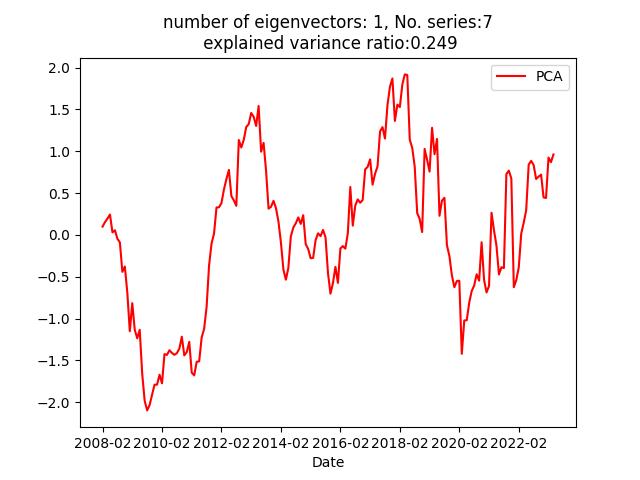 number of eigenvectors: 1, No. series:7
explained variance ratio:0.249
PCA
2.0
1.5
1.0
0.5
0.0
−0.5
−1.0
−1.5
−2.0
2008-02 2010-02 2012-02 2014-02 2016-02 2018-02 2020-02 2022-02
Date